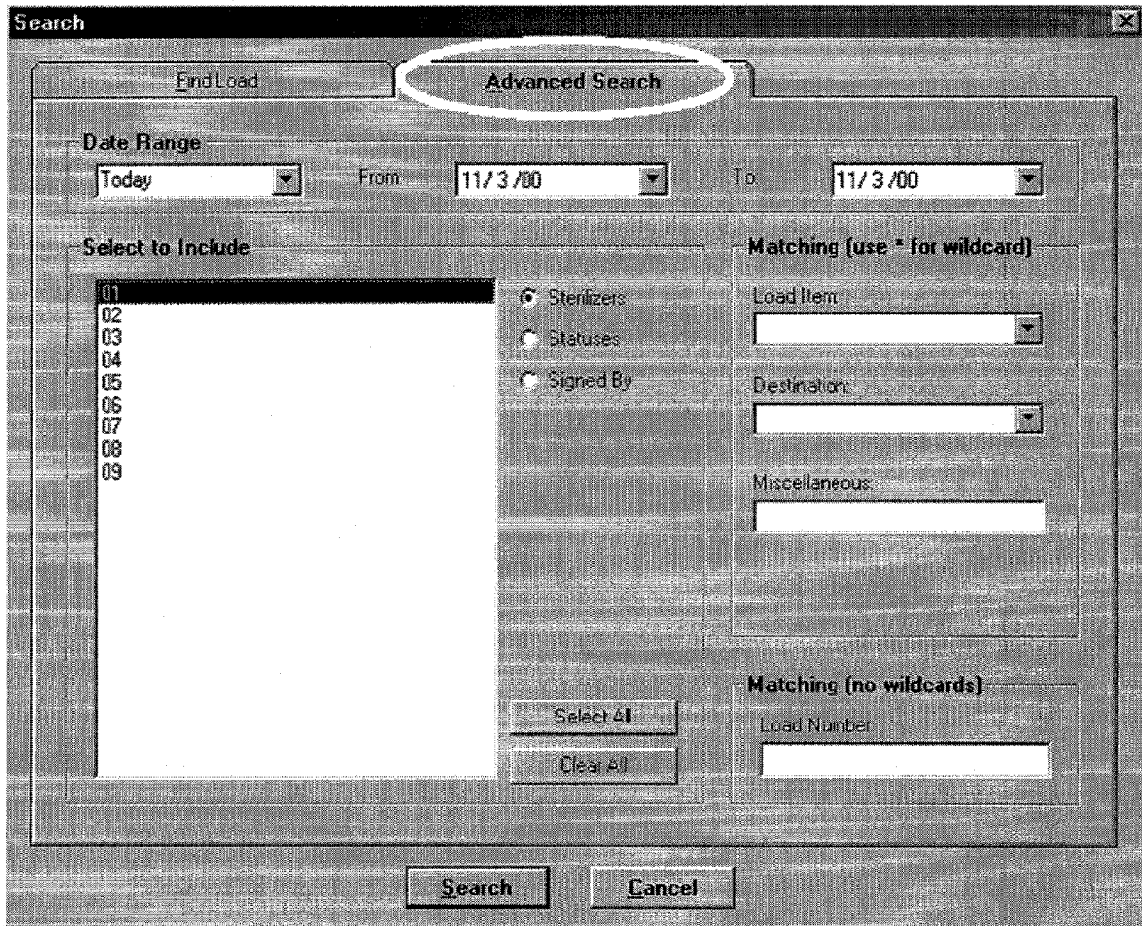 Search
Find Load
Advanced Search
Date Range
Today
From
11/ 3 /00
To:
11/ 3 /00
Select to Include
01
02
03
04
05
06
07
08
09
Sterilizers
Statuses
Signed By
Select All
Clear All
Matching (use * for wildcard)
Load Item:
Destination:
Miscellaneous:
Matching (no wildcards)
Load Number
Search
Cancel